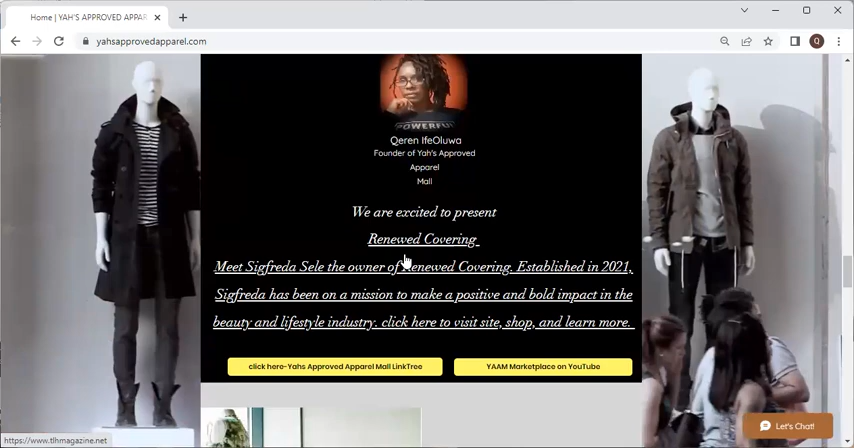 Home | YAH'S APPROVED APPAR
yahsapprovedapparel.com
Q
POWERFUL
Qeren IfeOluwa
Founder of Yah's Approved
Apparel
Mall
We are excited to present
Renewed Covering
Meet Sigfreda Sele the owner of Renewed Covering. Established in 2021,
Sigfreda has been on a mission to make a positive and bold impact in the
beauty and lifestyle industry. click here to visit site, shop, and learn more.
click here-Yahs Approved Apparel Mall LinkTree
YAAM Marketplace on YouTube
Let's Chat!
https://www.tlhmagazine.net